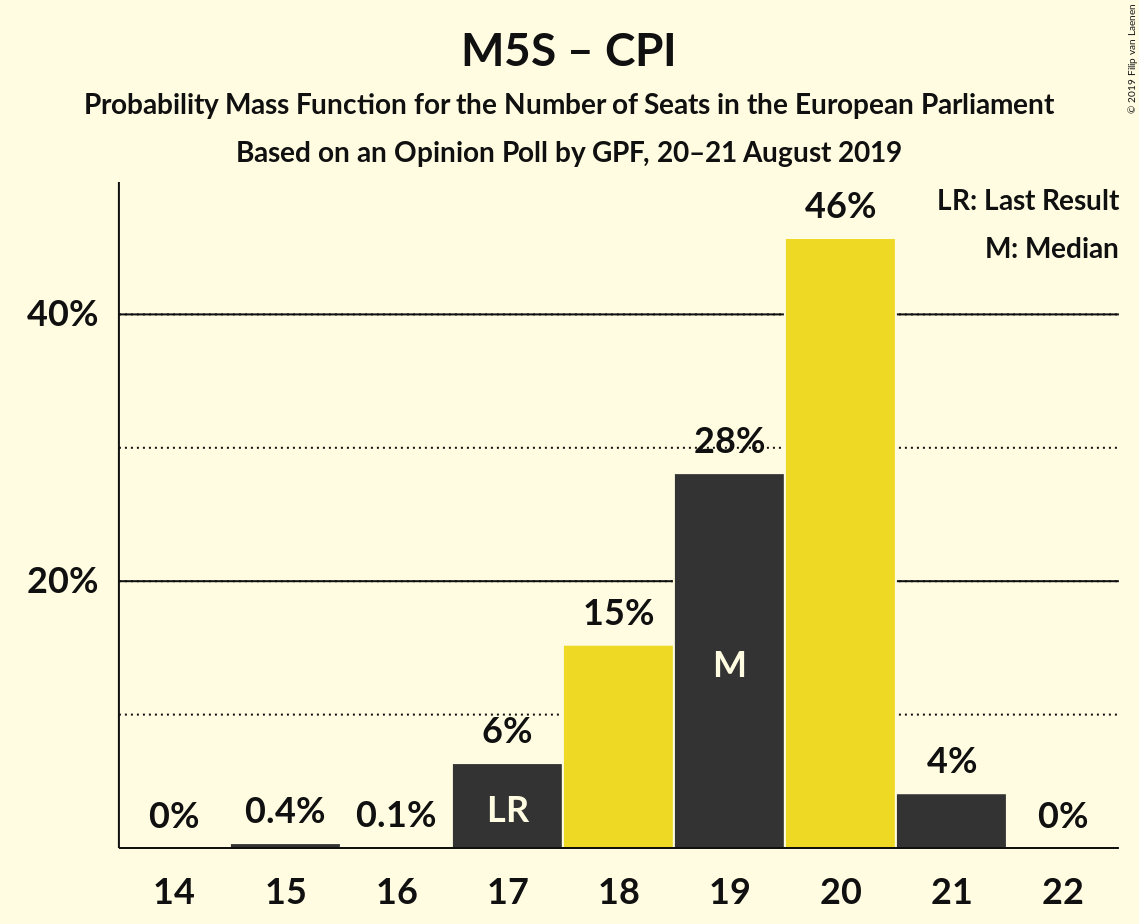 M5S – CPI
Probability Mass Function for the Number of Seats in the European Parliament
Based on an Opinion Poll by GPF, 20–21 August 2019
© 2019 Filip van Laenen
LR: Last Result
M: Median
40%
20%
0%
0.4%
0.1%
6%
15%
28%
46%
4%
0%
LR
M
14 15 16 17 18 19 20 21 22